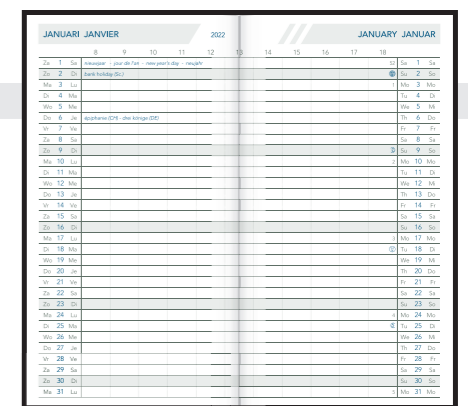 JANUARI JANVIER 2022 JANUARY JANUAR
8 9 10 11 12 13 14 15 16 17 18
Za 1 Sa nieuwjaar - jour de l'an - new year's day - neujahr 52 Sa 1 Sa
Zo 2 Di bank holiday (Sc.) Su 2 So
Ma 3 Lu Mo 3 Mo
Di 4 Ma Tu 4 Di
Wo 5 Me We 5 Mi
Do 6 Je épiphanie (CH) - drei könige (DE) Th 6 Do
Vr 7 Ve Fr 7 Fr
Za 8 Sa Sa 8 Sa
Zo 9 Di Su 9 So
Ma 10 Lu 2 Mo 10 Mo
Di 11 Ma Tu 11 Di
Wo 12 Me We 12 Mi
Do 13 Je Th 13 Do
Vr 14 Ve Fr 14 Fr
Za 15 Sa Sa 15 Sa
Zo 16 Di Su 16 So
Ma 17 Lu 3 Mo 17 Mo
Di 18 Ma Tu 18 Di
Wo 19 Me We 19 Mi
Do 20 Je Th 20 Do
Vr 21 Ve Fr 21 Fr
Za 22 Sa Sa 22 Sa
Zo 23 Di Su 23 So
Ma 24 Lu 4 Mo 24 Mo
Di 25 Ma Tu 25 Di
Wo 26 Me We 26 Mi
Do 27 Je Th 27 Do
Vr 28 Ve Fr 28 Fr
Za 29 Sa Sa 29 Sa
Zo 30 Di Su 30 So
Ma 31 Lu 5 Mo 31 Mo